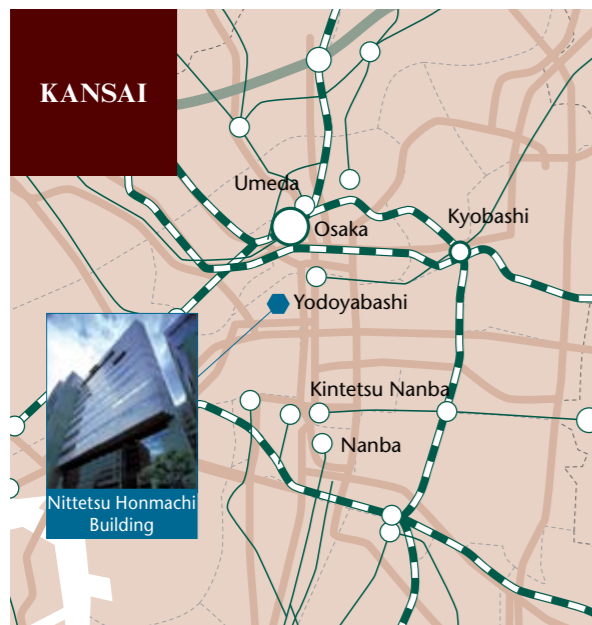 KANSAI
Umeda
Kyobashi
Osaka
Yodoyabashi
Kintetsu Nanba
Nanba
Nittetsu Honmachi
Building